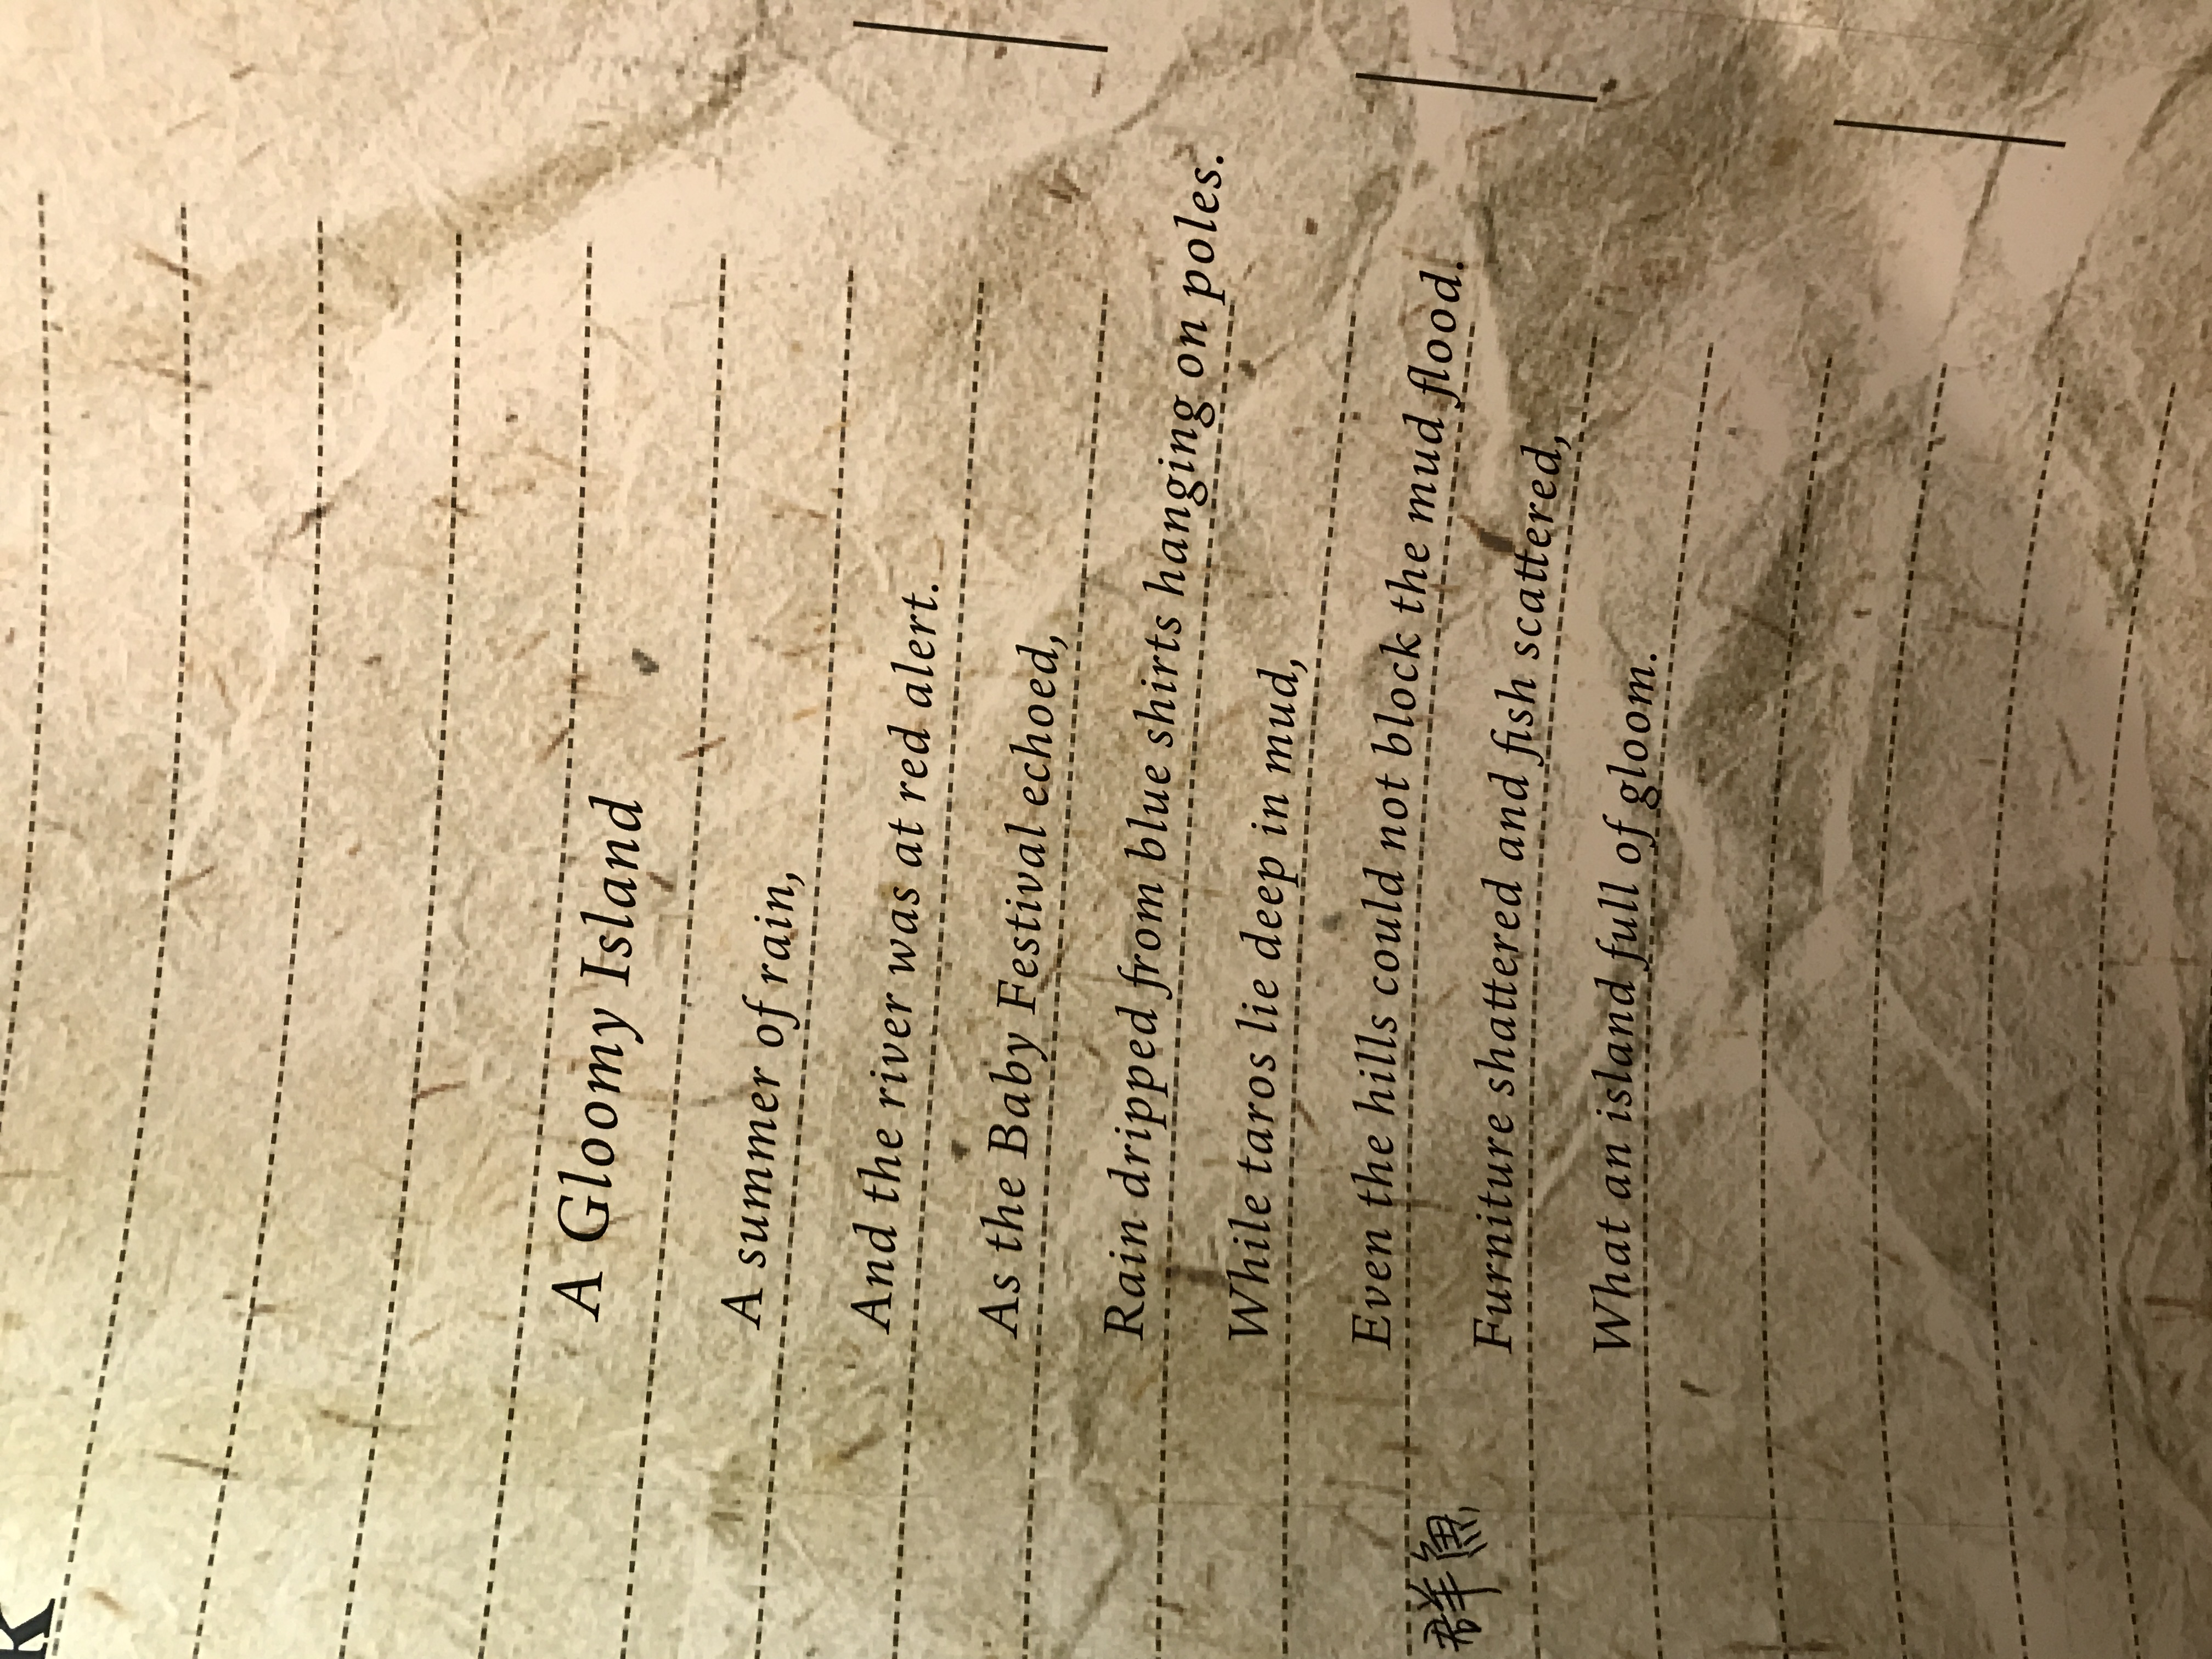 K
A Gloomy Island
A summer of rain,
And the river was at red alert.
As the Baby Festival echoed,
Rain dripped from blue shirts hanging on poles.
While taros lie deep in mud,
Even the hills could not block the mud flood.
群魚
Furniture shattered and fish scattered,
What an island full of gloom.